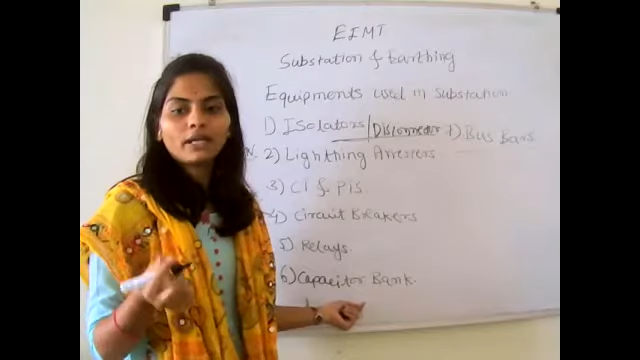 EIMT
Substation & Earthing
Equipments used in Substation
1) Isolators/Disconnector 7) Bus Bars
2) Lighthing Arresters
3) CT & PTS
4) Circuit Breakers
5) Relays.
6) Capacitor Bank.